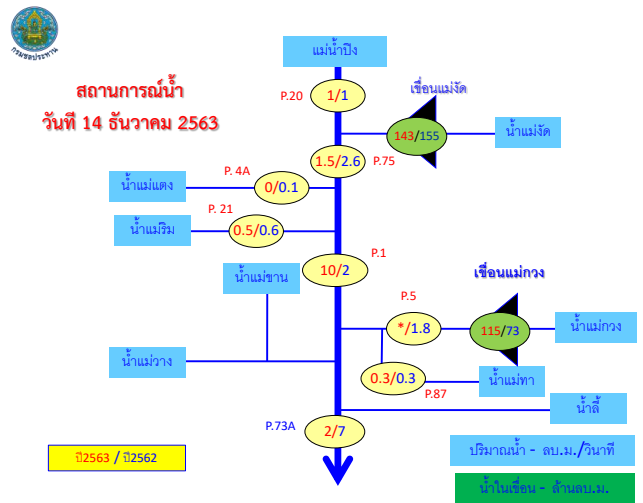 กรมชลประทาน
แม่น้ำปิง
สถานการณ์น้ำ
วันที่ 14 ธันวาคม 2563
P.20
1/1
เขื่อนแม่งัด
143/155
น้ำแม่งัด
1.5/2.6
P.75
P. 4A
น้ำแม่แตง
0/0.1
P. 21
น้ำแม่ริม
0.5/0.6
P.1
10/2
น้ำแม่ขาน
เขื่อนแม่กวง
P.5
*/1.8
115/73
น้ำแม่กวง
น้ำแม่วาง
0.3/0.3
น้ำแม่ทา
P.87
น้ำลี้
P.73A
2/7
ปี2563 / ปี2562
ปริมาณน้ำ - ลบ.ม./วินาที
น้ำในเขื่อน - ล้านลบ.ม.